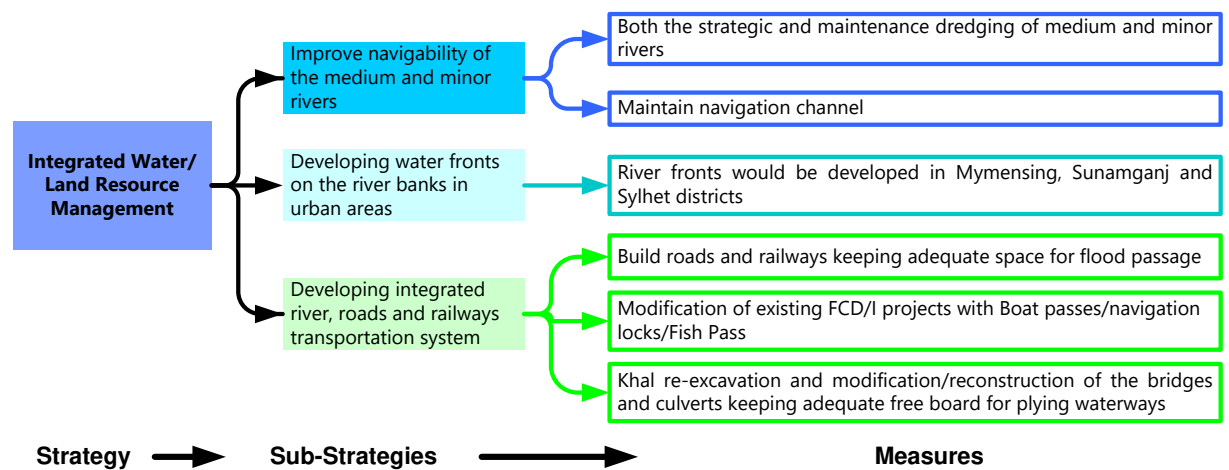 Integrated Water/
Land Resource
Management
Improve navigability of
the medium and minor
rivers
Both the strategic and maintenance dredging of medium and minor
rivers
Maintain navigation channel
Developing water fronts
on the river banks in
urban areas
River fronts would be developed in Mymensing, Sunamganj and
Sylhet districts
Developing integrated
river, roads and railways
transportation system
Build roads and railways keeping adequate space for flood passage
Modification of existing FCD/I projects with Boat passes/navigation
locks/Fish Pass
Khal re-excavation and modification/reconstruction of the bridges
and culverts keeping adequate free board for plying waterways
Strategy
Sub-Strategies
Measures